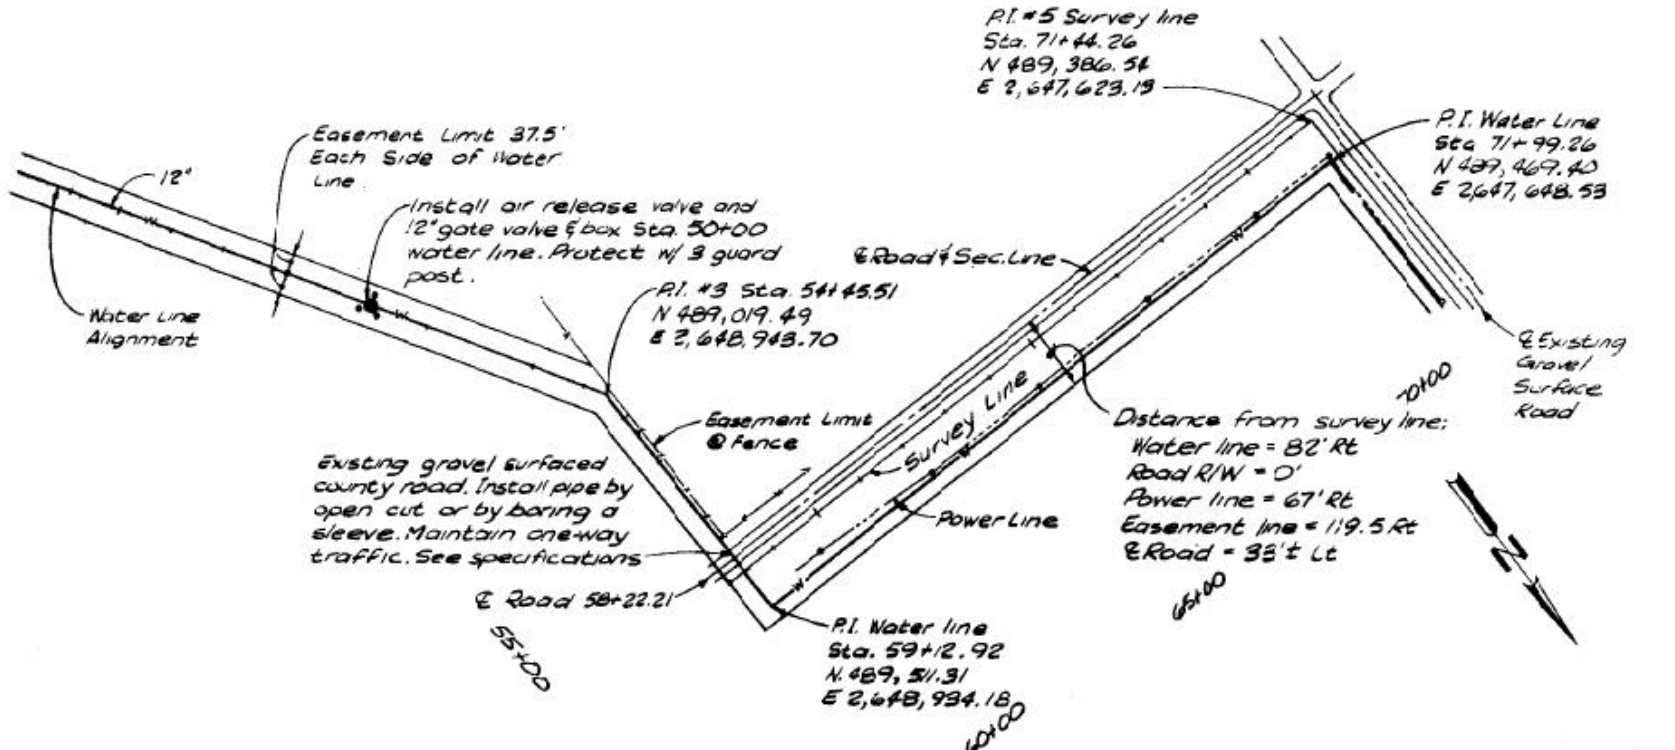 P.I. #5 Survey line
Sta. 71+44.26
N 489,386.54
E 2,647,623.13
P.I. Water Line
Sta 71+99.26
N 489,469.40
E 2,647,648.53
Easement Limit 37.5'
Each Side of Water
Line.
12"
Install air release valve and
12" gate valve & box Sta. 50+00
water line. Protect w/ 3 guard
post.
℄ Road & Sec. Line
P.I. #3 Sta. 54+45.51
N 489,019.49
E 2,648,943.70
Water Line
Alignment
W
W
W
W
W
℄ Existing
Gravel
Surface
Road
70+00
Survey Line
Easement Limit
@ Fence
Distance from survey line:
Water line = 82' Rt
Road R/W = 0'
Power line = 67' Rt
Easement line = 119.5 Rt
℄ Road = 33'± Lt
Existing gravel surfaced
county road. Install pipe by
open cut or by boring a
sleeve. Maintain one-way
traffic. See specifications
Power Line
N
℄ Road 58+22.21
65+00
P.I. Water line
Sta. 59+12.92
N. 489,511.31
E 2,648,934.18
55+00
60+00